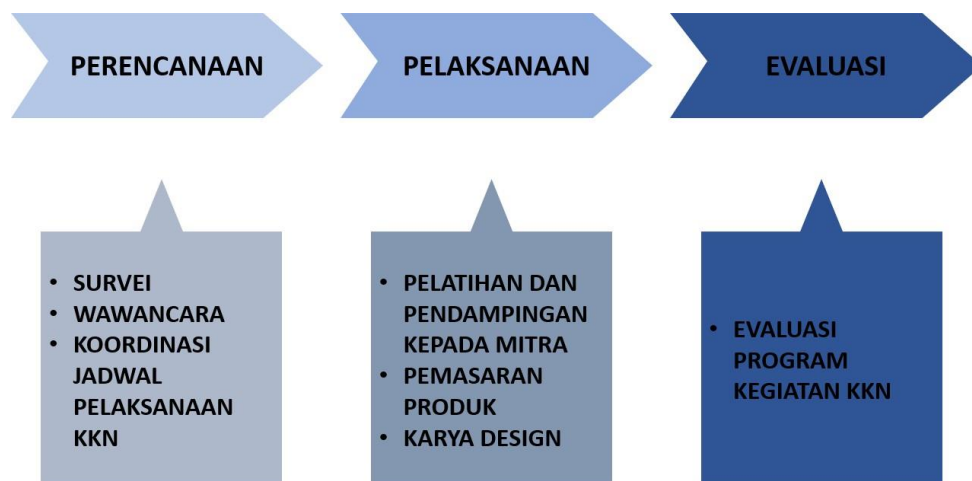 PERENCANAAN
PELAKSANAAN
EVALUASI
• SURVEI
• WAWANCARA
• KOORDINASI
JADWAL
PELAKSANAAN
KKN
• PELATIHAN DAN
PENDAMPINGAN
KEPADA MITRA
• PEMASARAN
PRODUK
• KARYA DESIGN
• EVALUASI
PROGRAM
KEGIATAN KKN